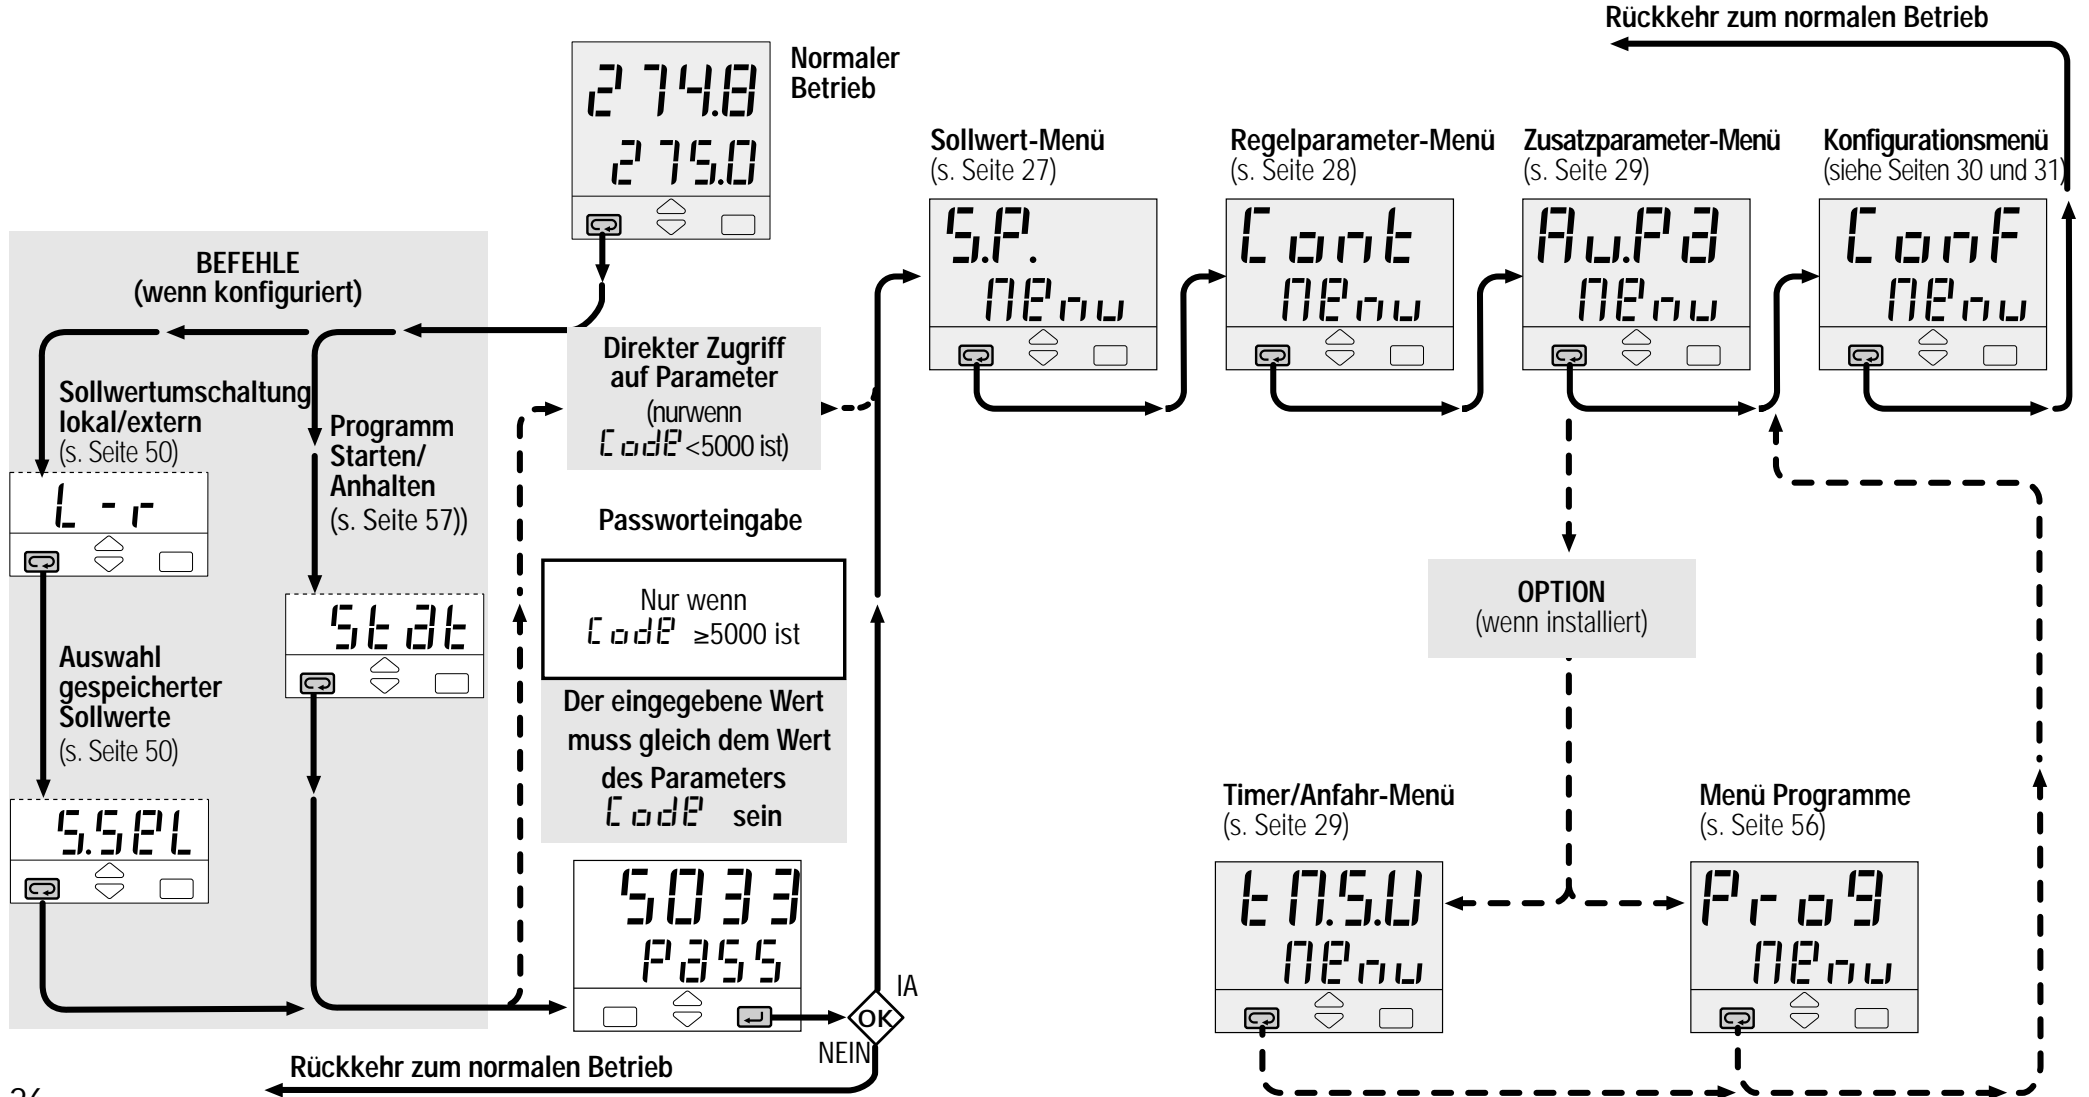 Rückkehr zum normalen Betrieb
274.8
275.0
Normaler
Betrieb
Sollwert-Menü
(s. Seite 27)
S.P.
MEnu
Regelparameter-Menü
(s. Seite 28)
Cont
MEnu
Zusatzparameter-Menü
(s. Seite 29)
Au.Pa
MEnu
Konfigurationsmenü
(siehe Seiten 30 und 31)
ConF
MEnu
BEFEHLE
(wenn konfiguriert)
Sollwertumschaltung
lokal/extern
(s. Seite 50)
L-r
Auswahl
gespeicherter
Sollwerte
(s. Seite 50)
S.SEL
Programm
Starten/
Anhalten
(s. Seite 57))
Stat
Direkter Zugriff
auf Parameter
(nurwenn
Code <5000 ist)
Passworteingabe
Nur wenn
Code ≥5000 ist
Der eingegebene Wert
muss gleich dem Wert
des Parameters
Code sein
5033
PaSS
OK
IA
NEIN
Rückkehr zum normalen Betrieb
OPTION
(wenn installiert)
Timer/Anfahr-Menü
(s. Seite 29)
tM.S.U
MEnu
Menü Programme
(s. Seite 56)
Prog
MEnu